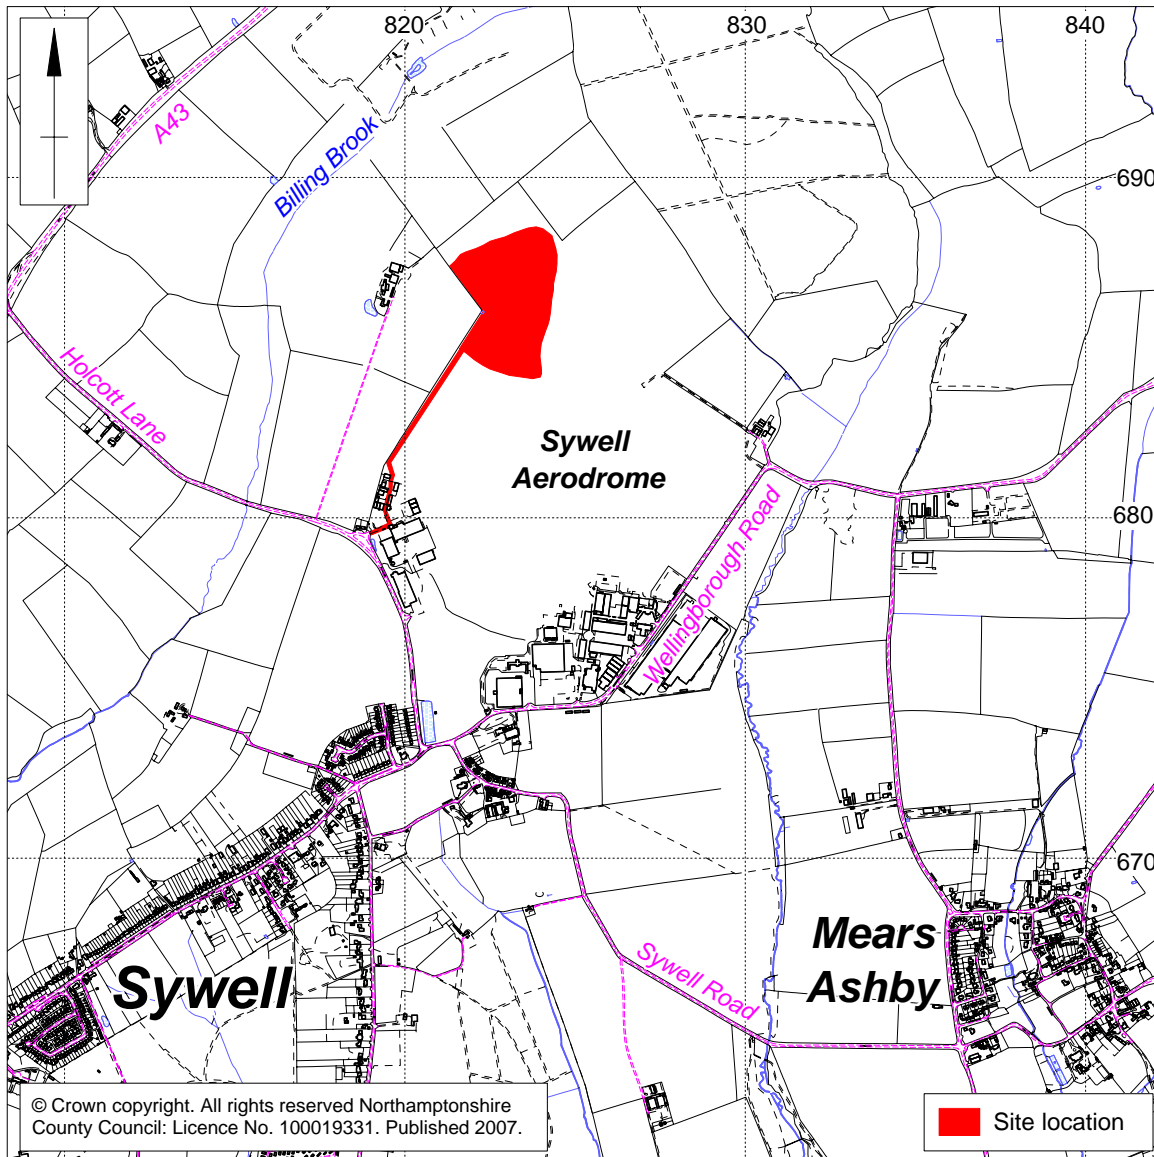 820
830
840
A43
Billing Brook
690
Holcott Lane
Sywell
Aerodrome
Wellingborough Road
680
670
Mears
Ashby
Sywell
Sywell Road
© Crown copyright. All rights reserved Northamptonshire
County Council: Licence No. 100019331. Published 2007.
Site location